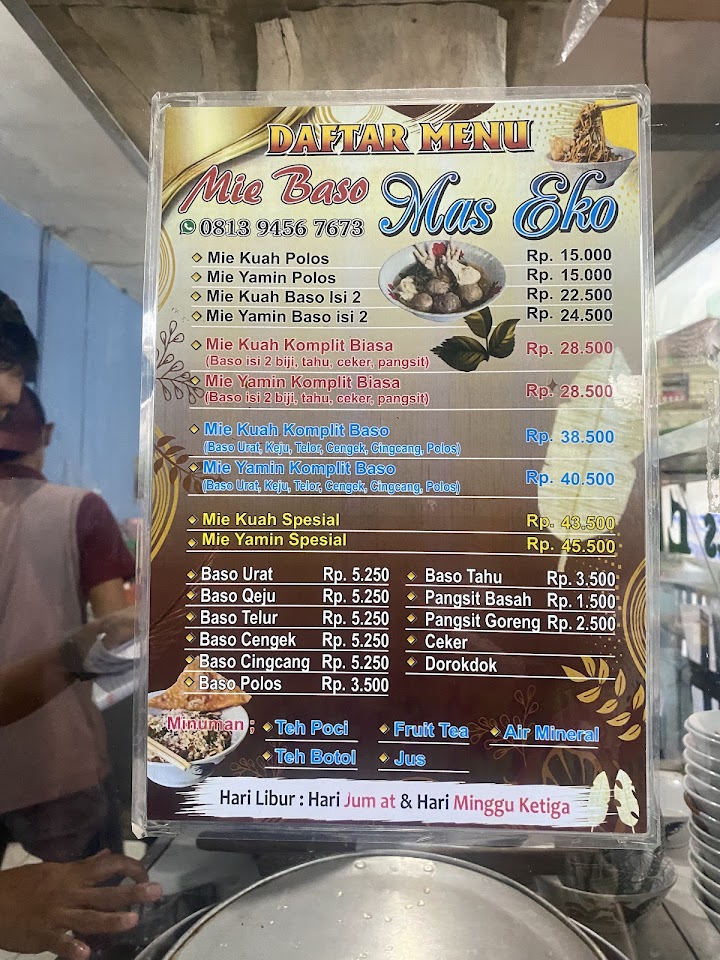 DAFTAR MENU
Mie Baso Mas Eko
0813 9456 7673
Mie Kuah Polos Rp. 15.000
Mie Yamin Polos Rp. 15.000
Mie Kuah Baso Isi 2 Rp. 22.500
Mie Yamin Baso isi 2 Rp. 24.500
Mie Kuah Komplit Biasa Rp. 28.500
(Baso isi 2 biji, tahu, ceker, pangsit)
Mie Yamin Komplit Biasa Rp. 28.500
(Baso isi 2 biji, tahu, ceker, pangsit)
Mie Kuah Komplit Baso Rp. 38.500
(Baso Urat, Keju, Telor, Cengek, Cingcang, Polos)
Mie Yamin Komplit Baso Rp. 40.500
(Baso Urat, Keju, Telor, Cengek, Cingcang, Polos)
Mie Kuah Spesial Rp. 43.500
Mie Yamin Spesial Rp. 45.500
Baso Urat Rp. 5.250
Baso Qeju Rp. 5.250
Baso Telur Rp. 5.250
Baso Cengek Rp. 5.250
Baso Cingcang Rp. 5.250
Baso Polos Rp. 3.500
Baso Tahu Rp. 3.500
Pangsit Basah Rp. 1.500
Pangsit Goreng Rp. 2.500
Ceker
Dorokdok
Minuman ; Teh Poci Fruit Tea Air Mineral
Teh Botol Jus
Hari Libur : Hari Jum at & Hari Minggu Ketiga